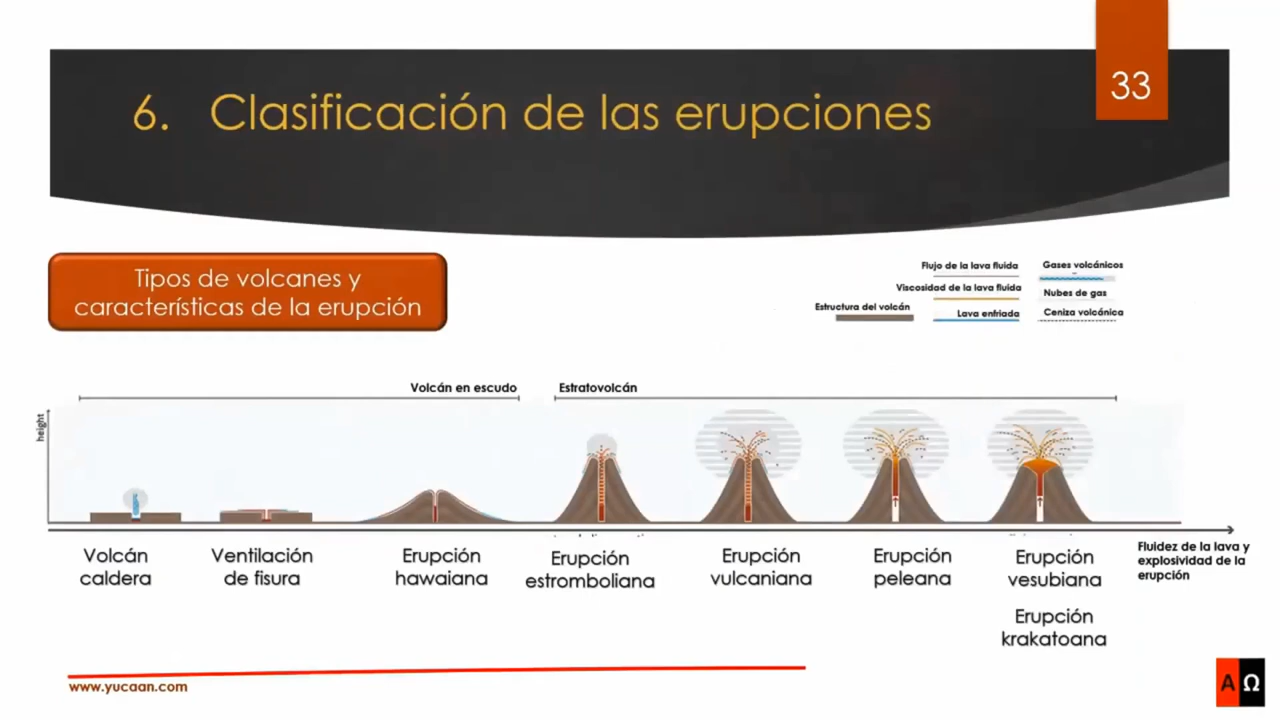 33
6. Clasificación de las erupciones
Tipos de volcanes y
características de la erupción
Flujo de la lava fluida
Gases volcánicos
Viscosidad de la lava fluida
Nubes de gas
Estructura del volcán
Lava enfriada
Ceniza volcánica
Volcán en escudo
Estratovolcán
height
Volcán
caldera
Ventilación
de fisura
Erupción
hawaiana
Erupción
estromboliana
Erupción
vulcaniana
Erupción
peleana
Erupción
vesubiana
Erupción
krakatoana
Fluidez de la lava y
explosividad de la
erupción
www.yucaan.com
AΩ